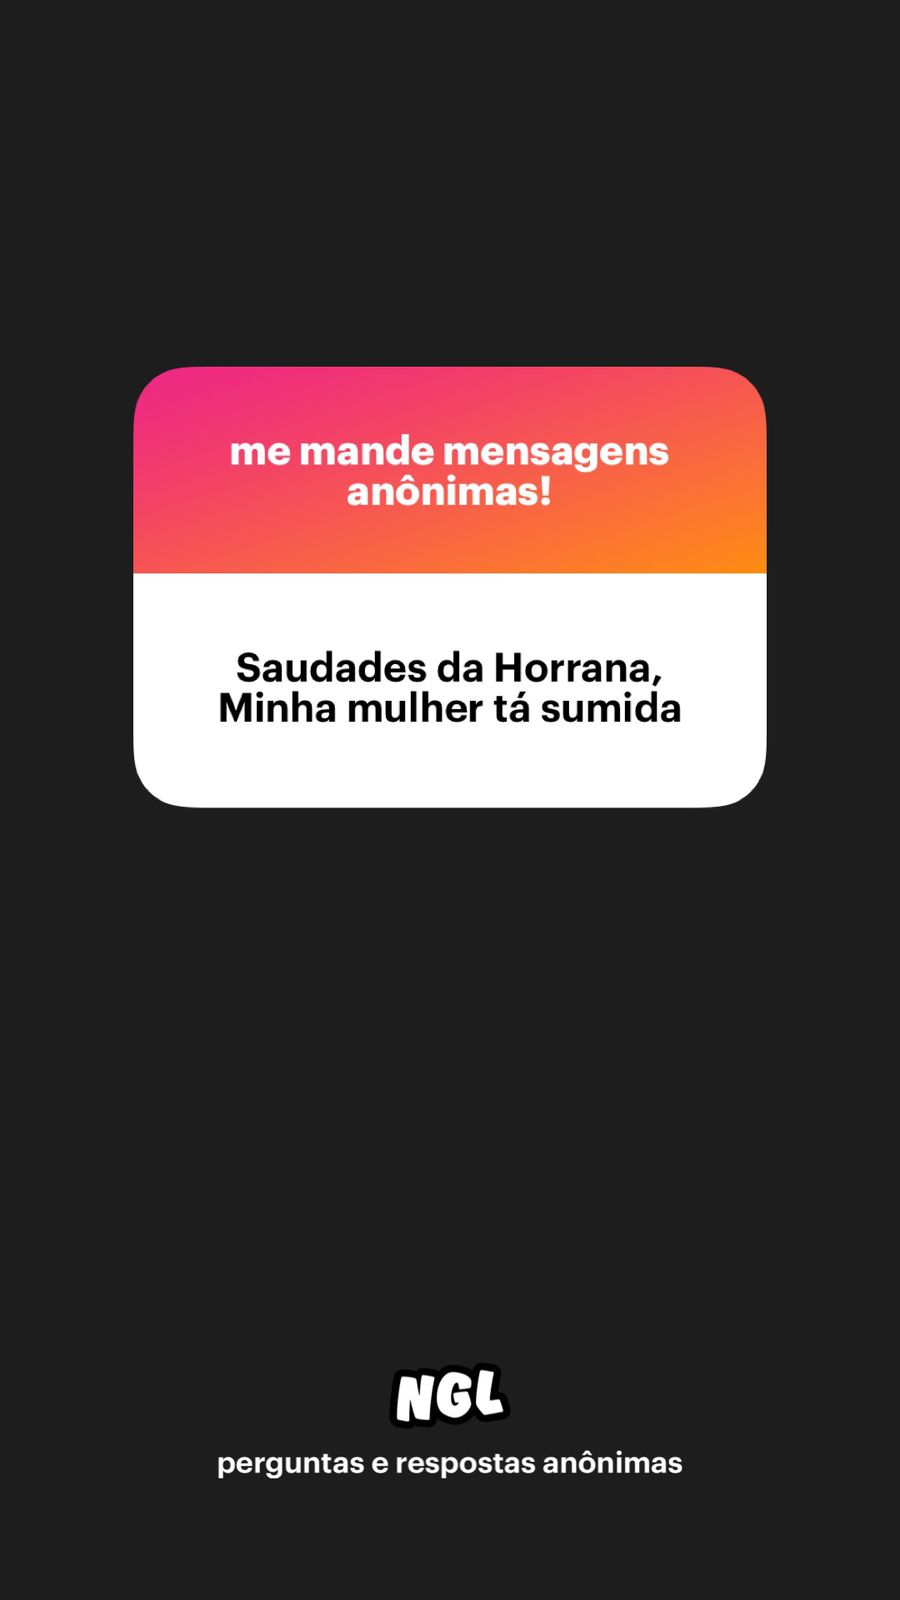 me mande mensagens
anônimas!
Saudades da Horrana,
Minha mulher tá sumida
NGL
perguntas e respostas anônimas